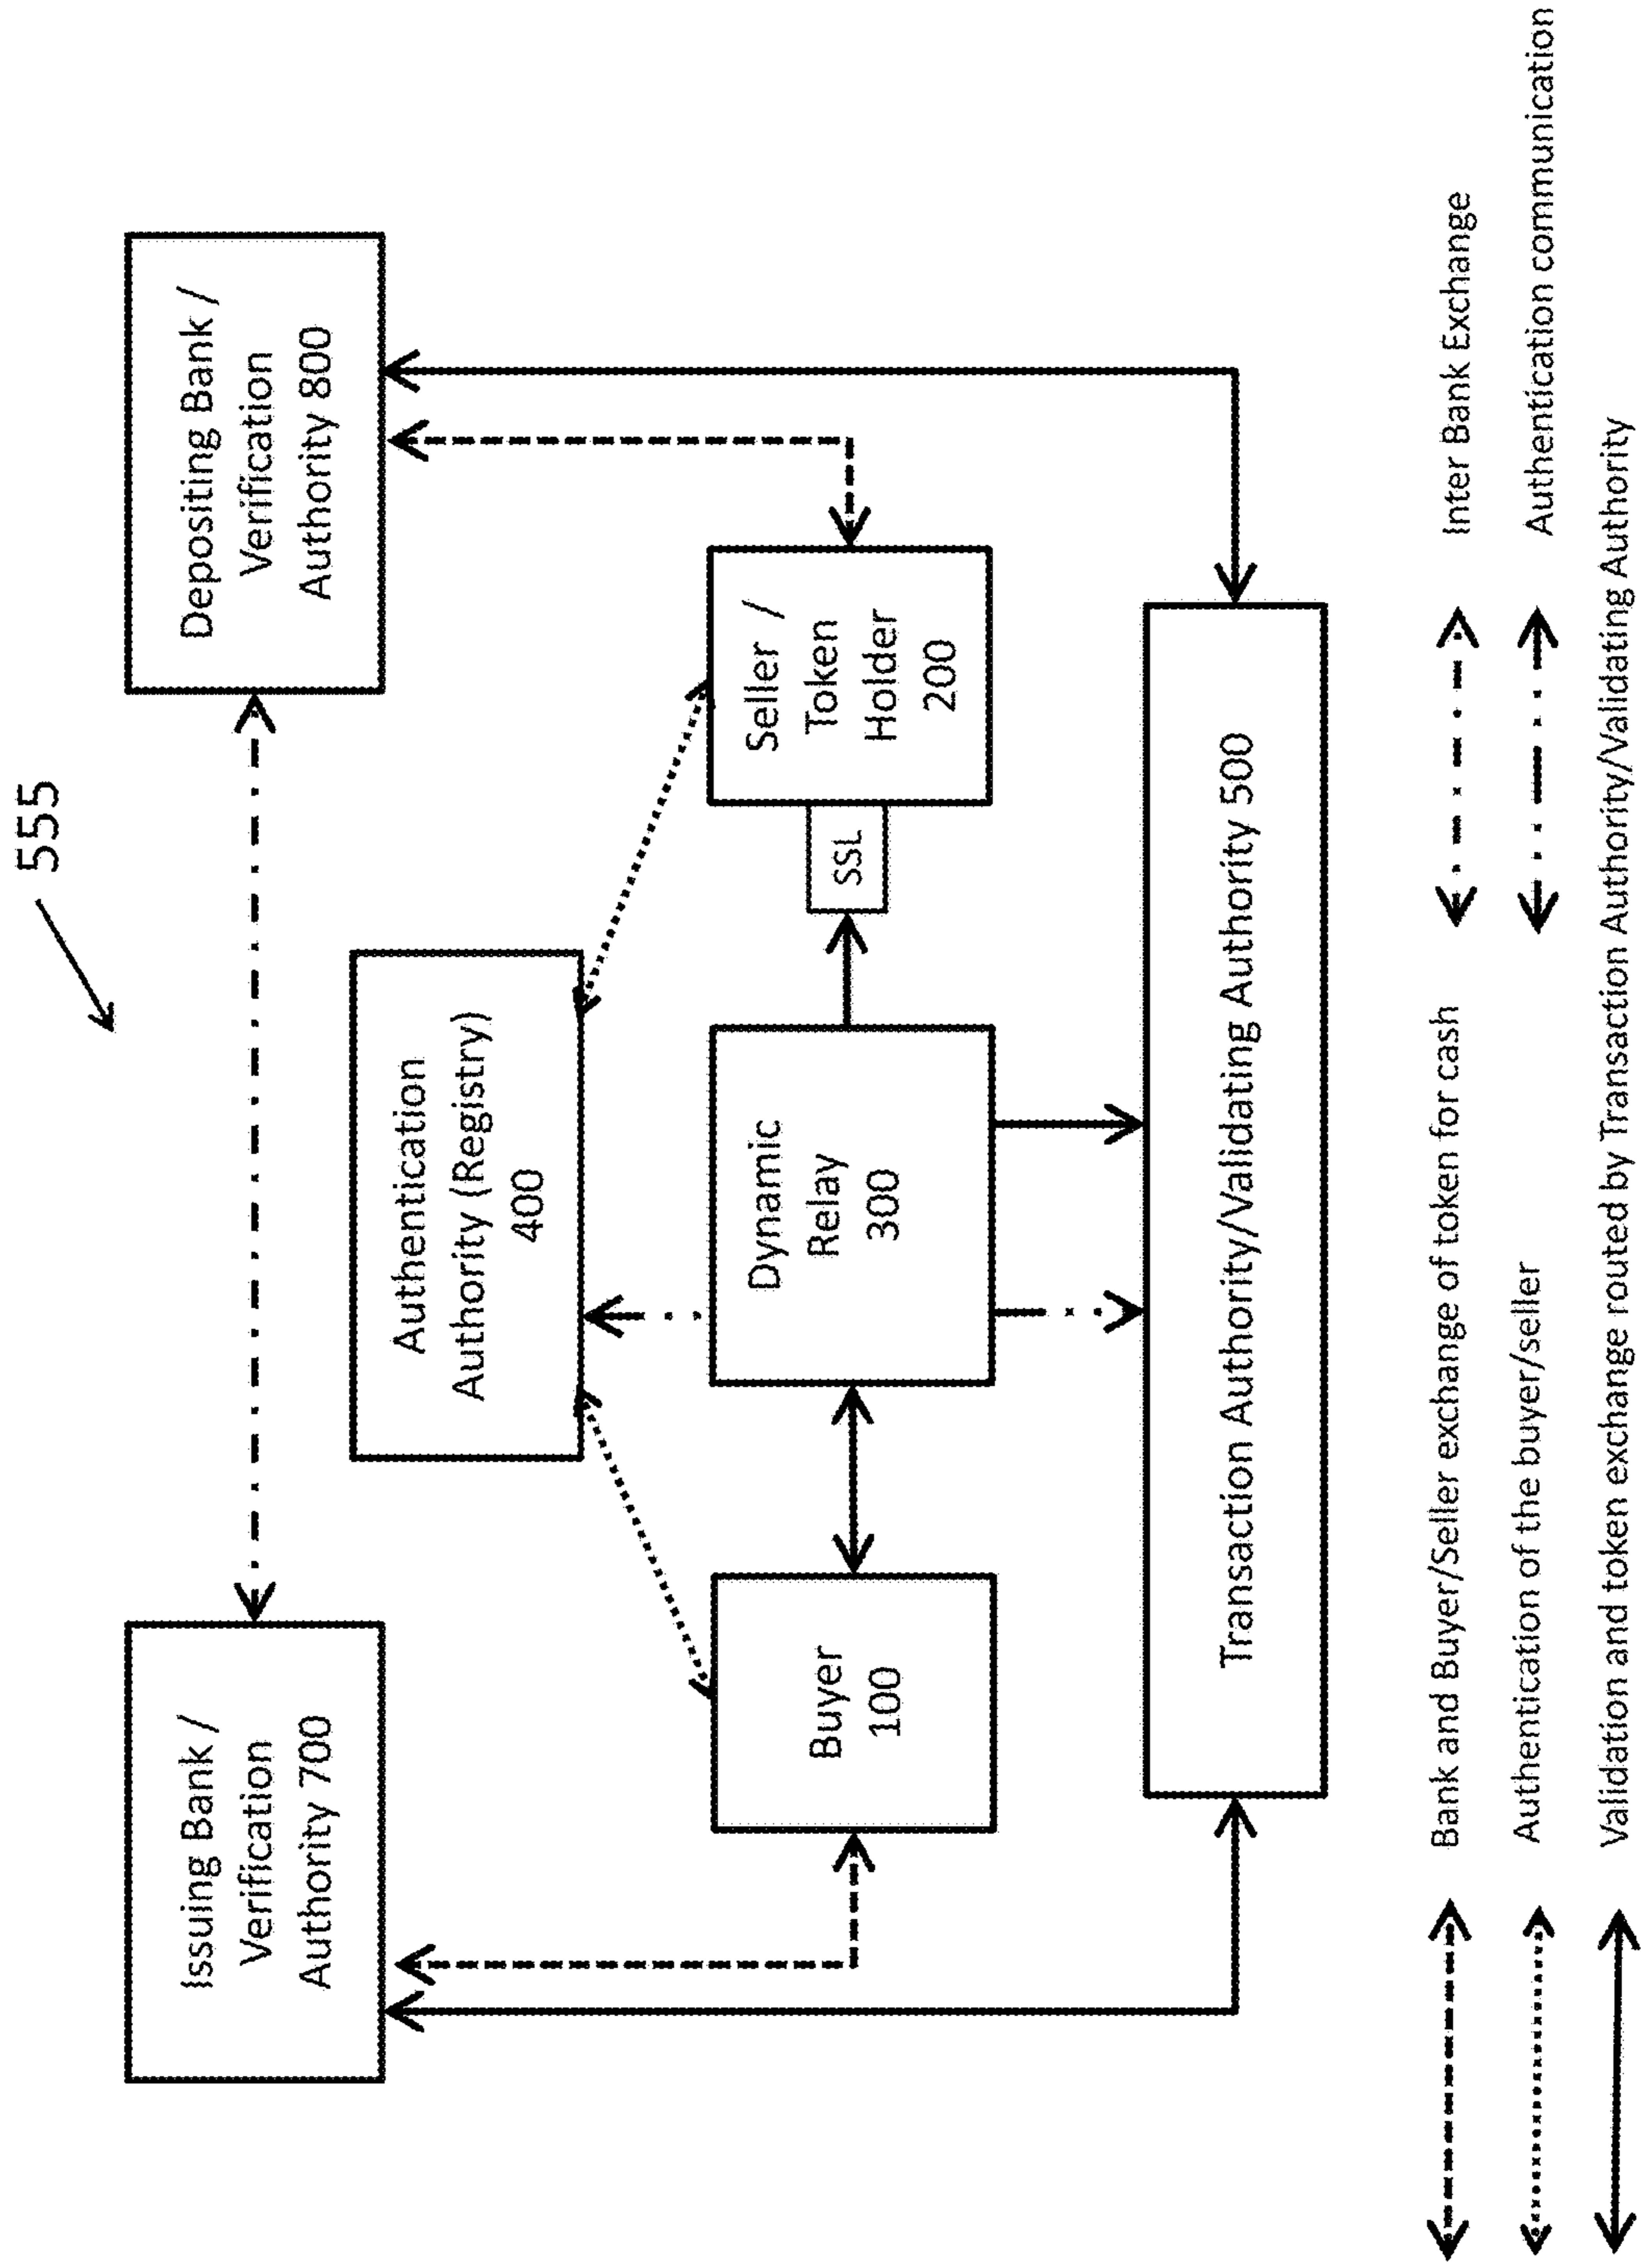 555
Issuing Bank /
Verification
Authority 700
Depositing Bank /
Verification
Authority 800
Authentication
Authority (Registry)
400
Buyer
100
Dynamic
Relay
300
SSL
Seller /
Token
Holder
200
Transaction Authority/Validating Authority 500
Bank and Buyer/Seller exchange of token for cash
Inter Bank Exchange
Authentication of the buyer/seller
Authentication communication
Validation and token exchange routed by Transaction Authority/Validating Authority